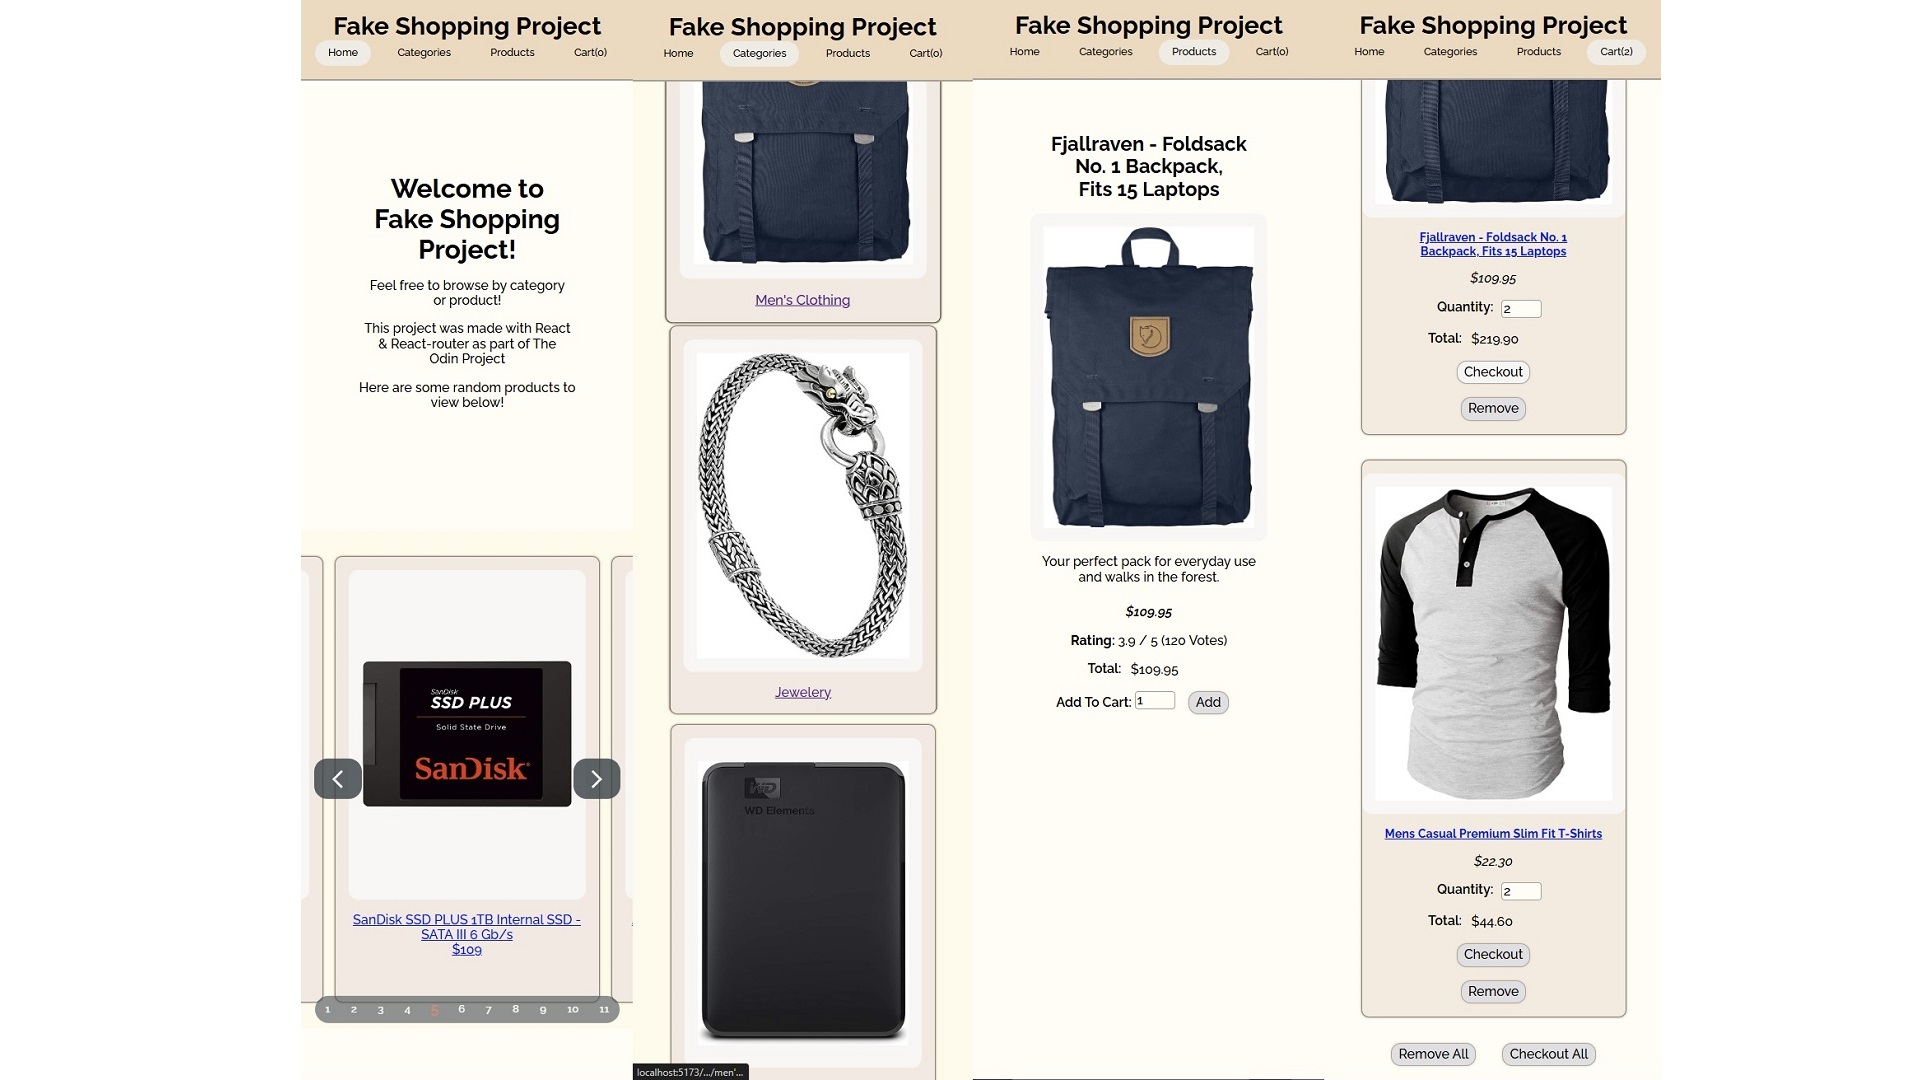 Fake Shopping Project
Home Categories Products Cart(0)
Welcome to
Fake Shopping
Project!
Feel free to browse by category
or product!
This project was made with React
& React-router as part of The
Odin Project
Here are some random products to
view below!
SanDisk
SSD PLUS
Solid State Drive
SanDisk
SanDisk SSD PLUS 1TB Internal SSD -
SATA III 6 Gb/s
$109
1 2 3 4 5 6 7 8 9 10 11
Fake Shopping Project
Home Categories Products Cart(0)
Men's Clothing
Jewelery
WD
WD Elements
localhost:5173/.../men'...
Fake Shopping Project
Home Categories Products Cart(0)
Fjallraven - Foldsack
No. 1 Backpack,
Fits 15 Laptops
Your perfect pack for everyday use
and walks in the forest.
$109.95
Rating: 3.9 / 5 (120 Votes)
Total: $109.95
Add To Cart: 1 Add
Fake Shopping Project
Home Categories Products Cart(2)
Fjallraven - Foldsack No. 1
Backpack, Fits 15 Laptops
$109.95
Quantity: 2
Total: $219.90
Checkout
Remove
Mens Casual Premium Slim Fit T-Shirts
$22.30
Quantity: 2
Total: $44.60
Checkout
Remove
Remove All Checkout All